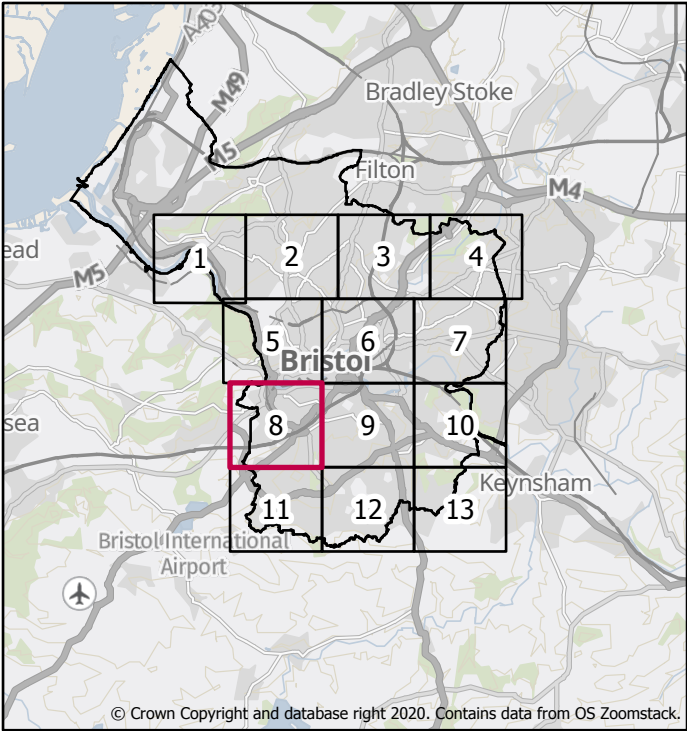 A403
M49
Bradley Stoke
M5
Filton
M4
ead
M5
1
2
3
4
5
6
7
Bristol
sea
8
9
10
Keynsham
11
12
13
Bristol International
Airport
© Crown Copyright and database right 2020. Contains data from OS Zoomstack.